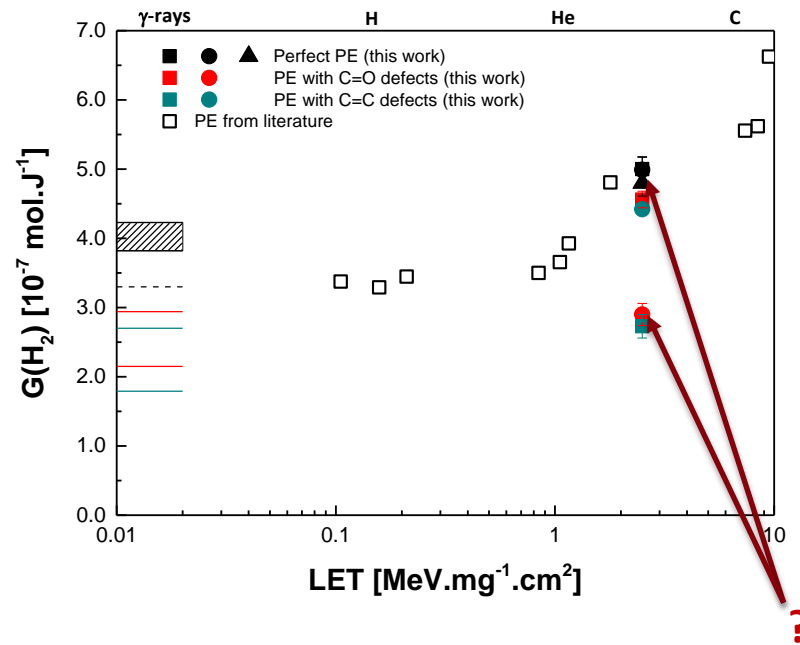 γ-rays H He C
7.0
6.0
5.0
4.0
3.0
2.0
1.0
0.0
G(H₂) [10⁻⁷ mol.J⁻¹]
Perfect PE (this work)
PE with C=O defects (this work)
PE with C=C defects (this work)
PE from literature
0.01 0.1 1 10
LET [MeV.mg⁻¹.cm²]
?